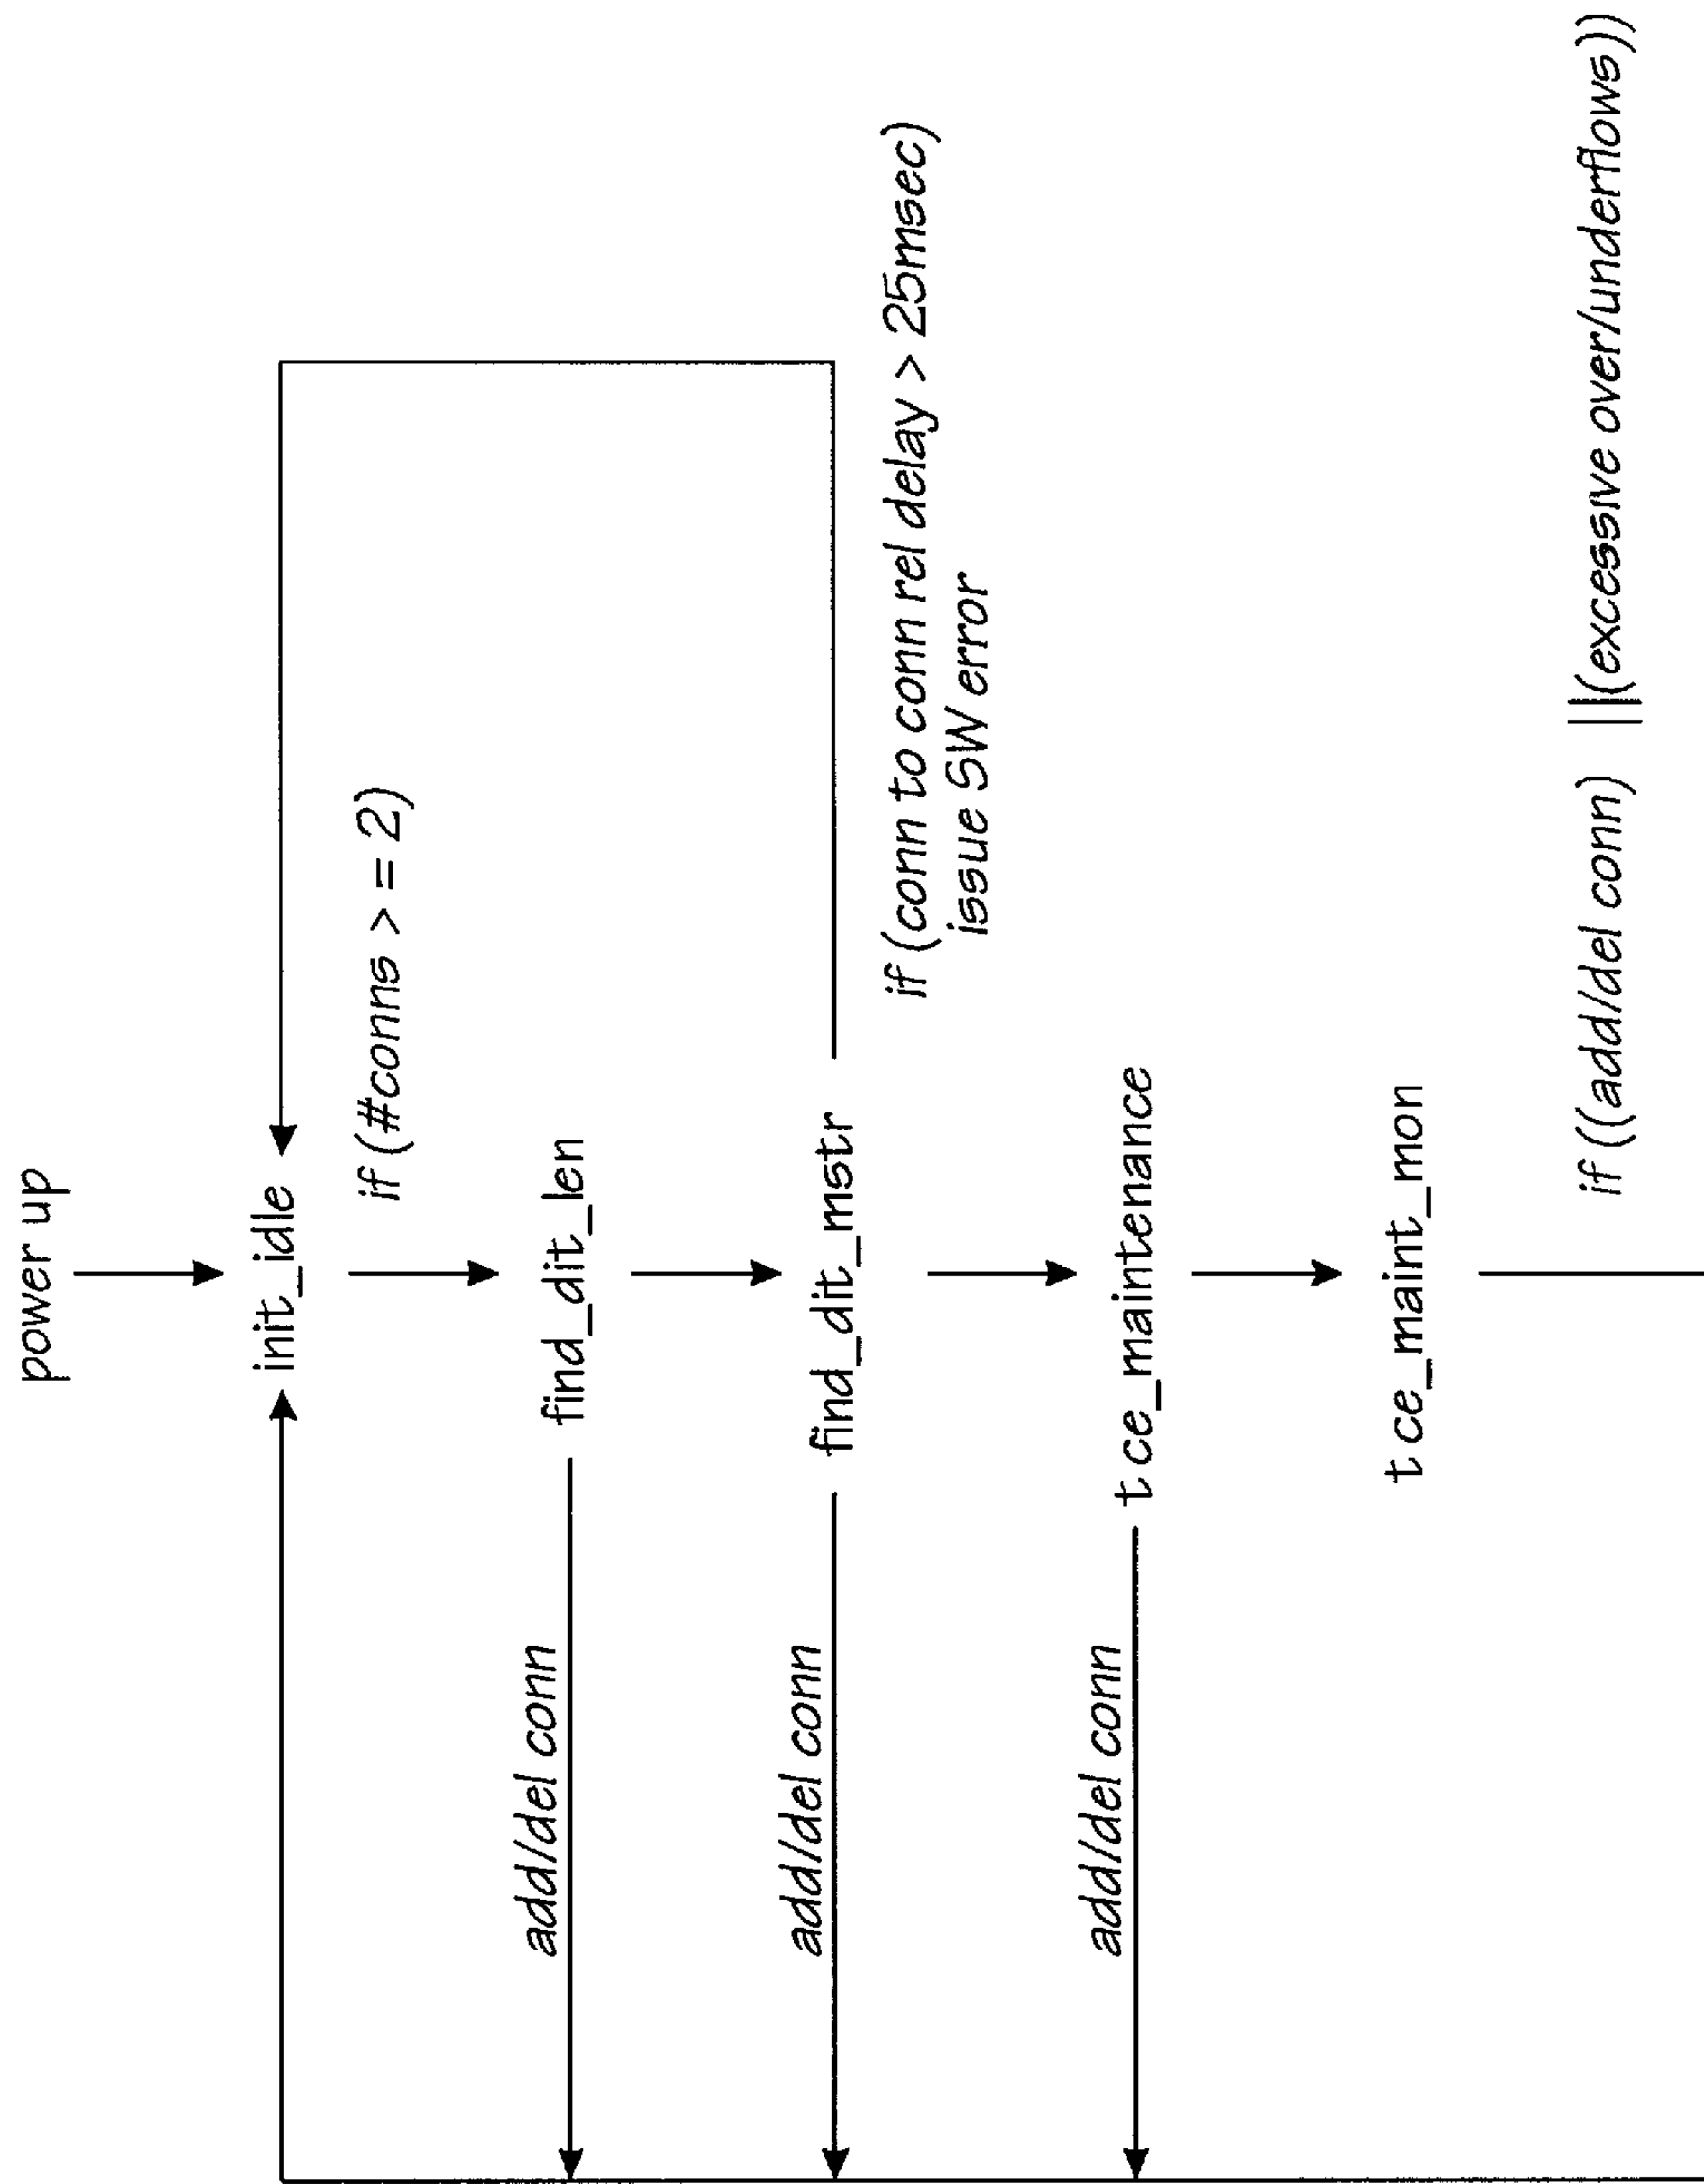 power up
init_idle
if (#conns > = 2)
add/del conn
find_dit_len
add/del conn
find_dit_mstr
if (conn to conn rel delay > 25msec)
issue SW error
add/del conn
t ce_maintenance
t ce_maint_mon
if ((add/del conn) ||(excessive over/underflows))